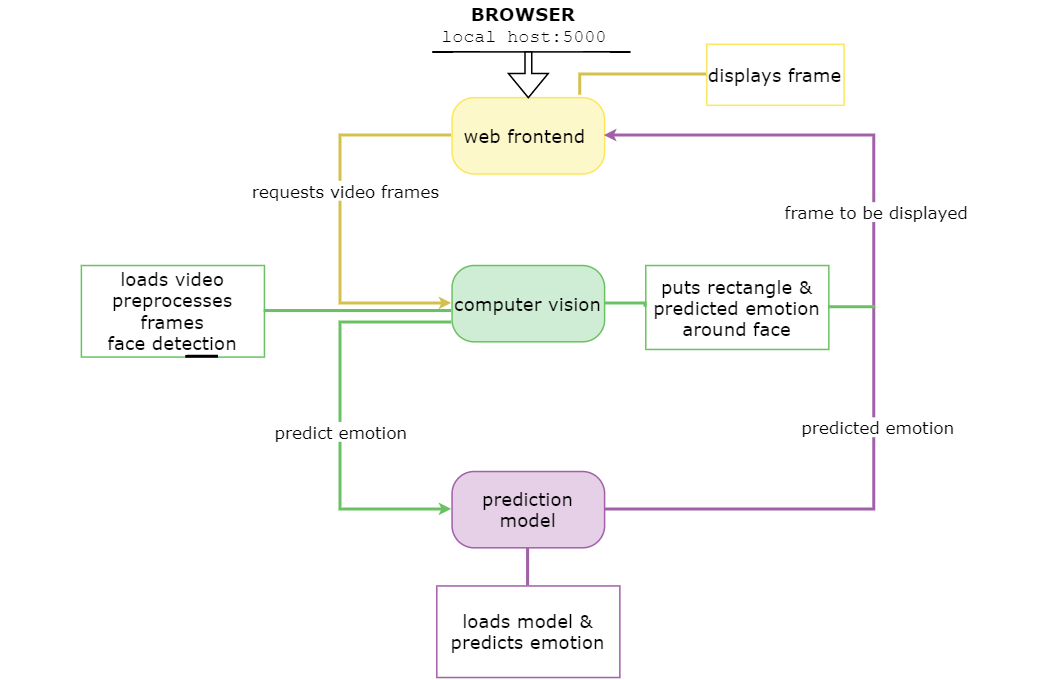 BROWSER
local host:5000
displays frame
web frontend
requests video frames
frame to be displayed
loads video
preprocesses
frames
face detection
computer vision
puts rectangle &
predicted emotion
around face
predict emotion
predicted emotion
prediction
model
loads model &
predicts emotion